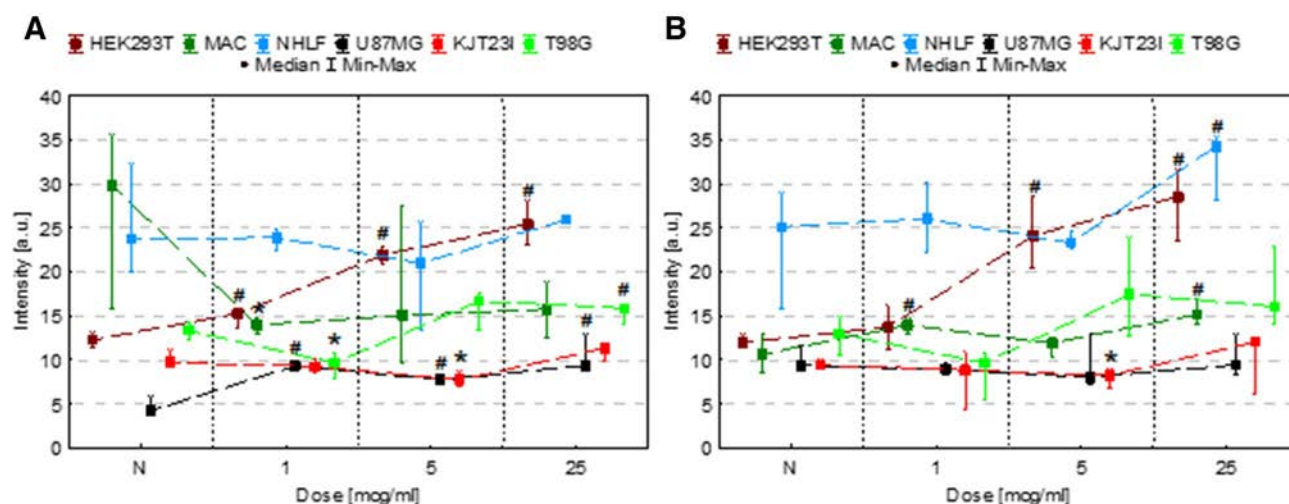 A
HEK293T MAC NHLF U87MG KJT23I T98G
Median Min-Max
Intensity [a.u.]
40
35
30
25
20
15
10
5
0
# * # * # # * # # #
N 1 5 25
Dose [mog/ml]
B
HEK293T MAC NHLF U87MG KJT23I T98G
Median Min-Max
Intensity [a.u.]
40
35
30
25
20
15
10
5
0
# # * # # #
N 1 5 25
Dose [mog/ml]